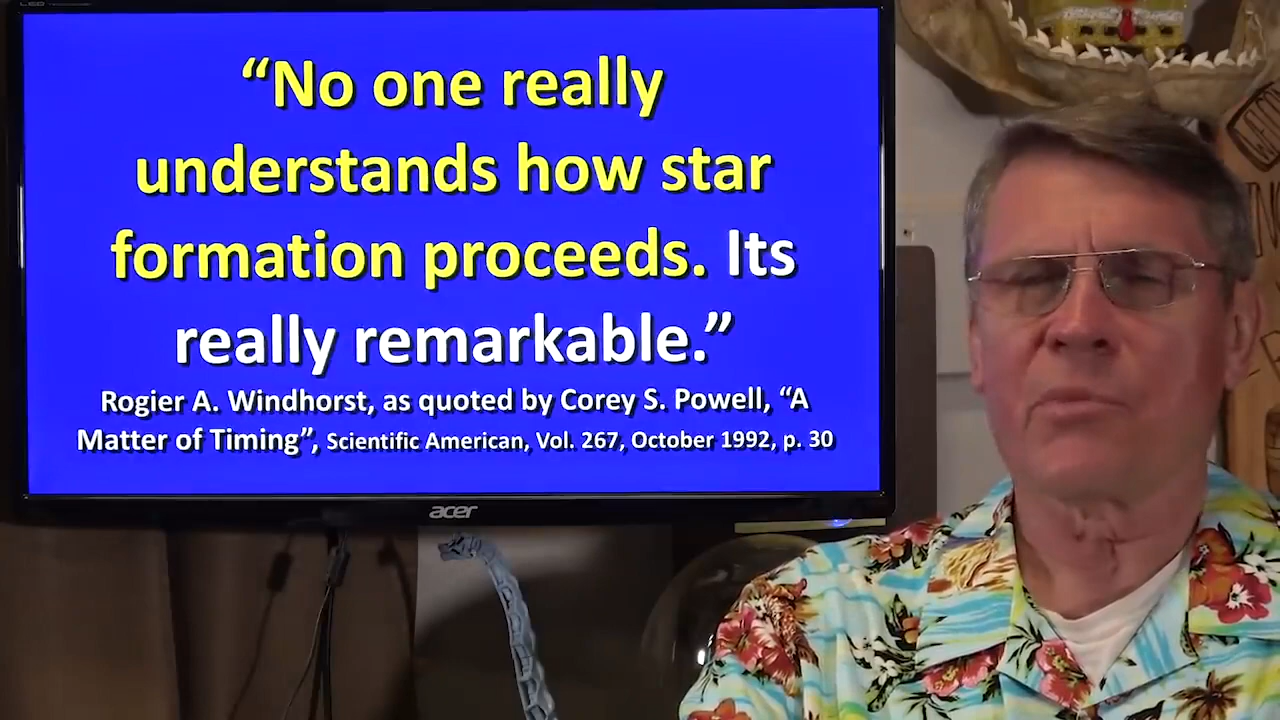 “No one really
understands how star
formation proceeds. Its
really remarkable.”
Rogier A. Windhorst, as quoted by Corey S. Powell, “A
Matter of Timing”, Scientific American, Vol. 267, October 1992, p. 30
acer